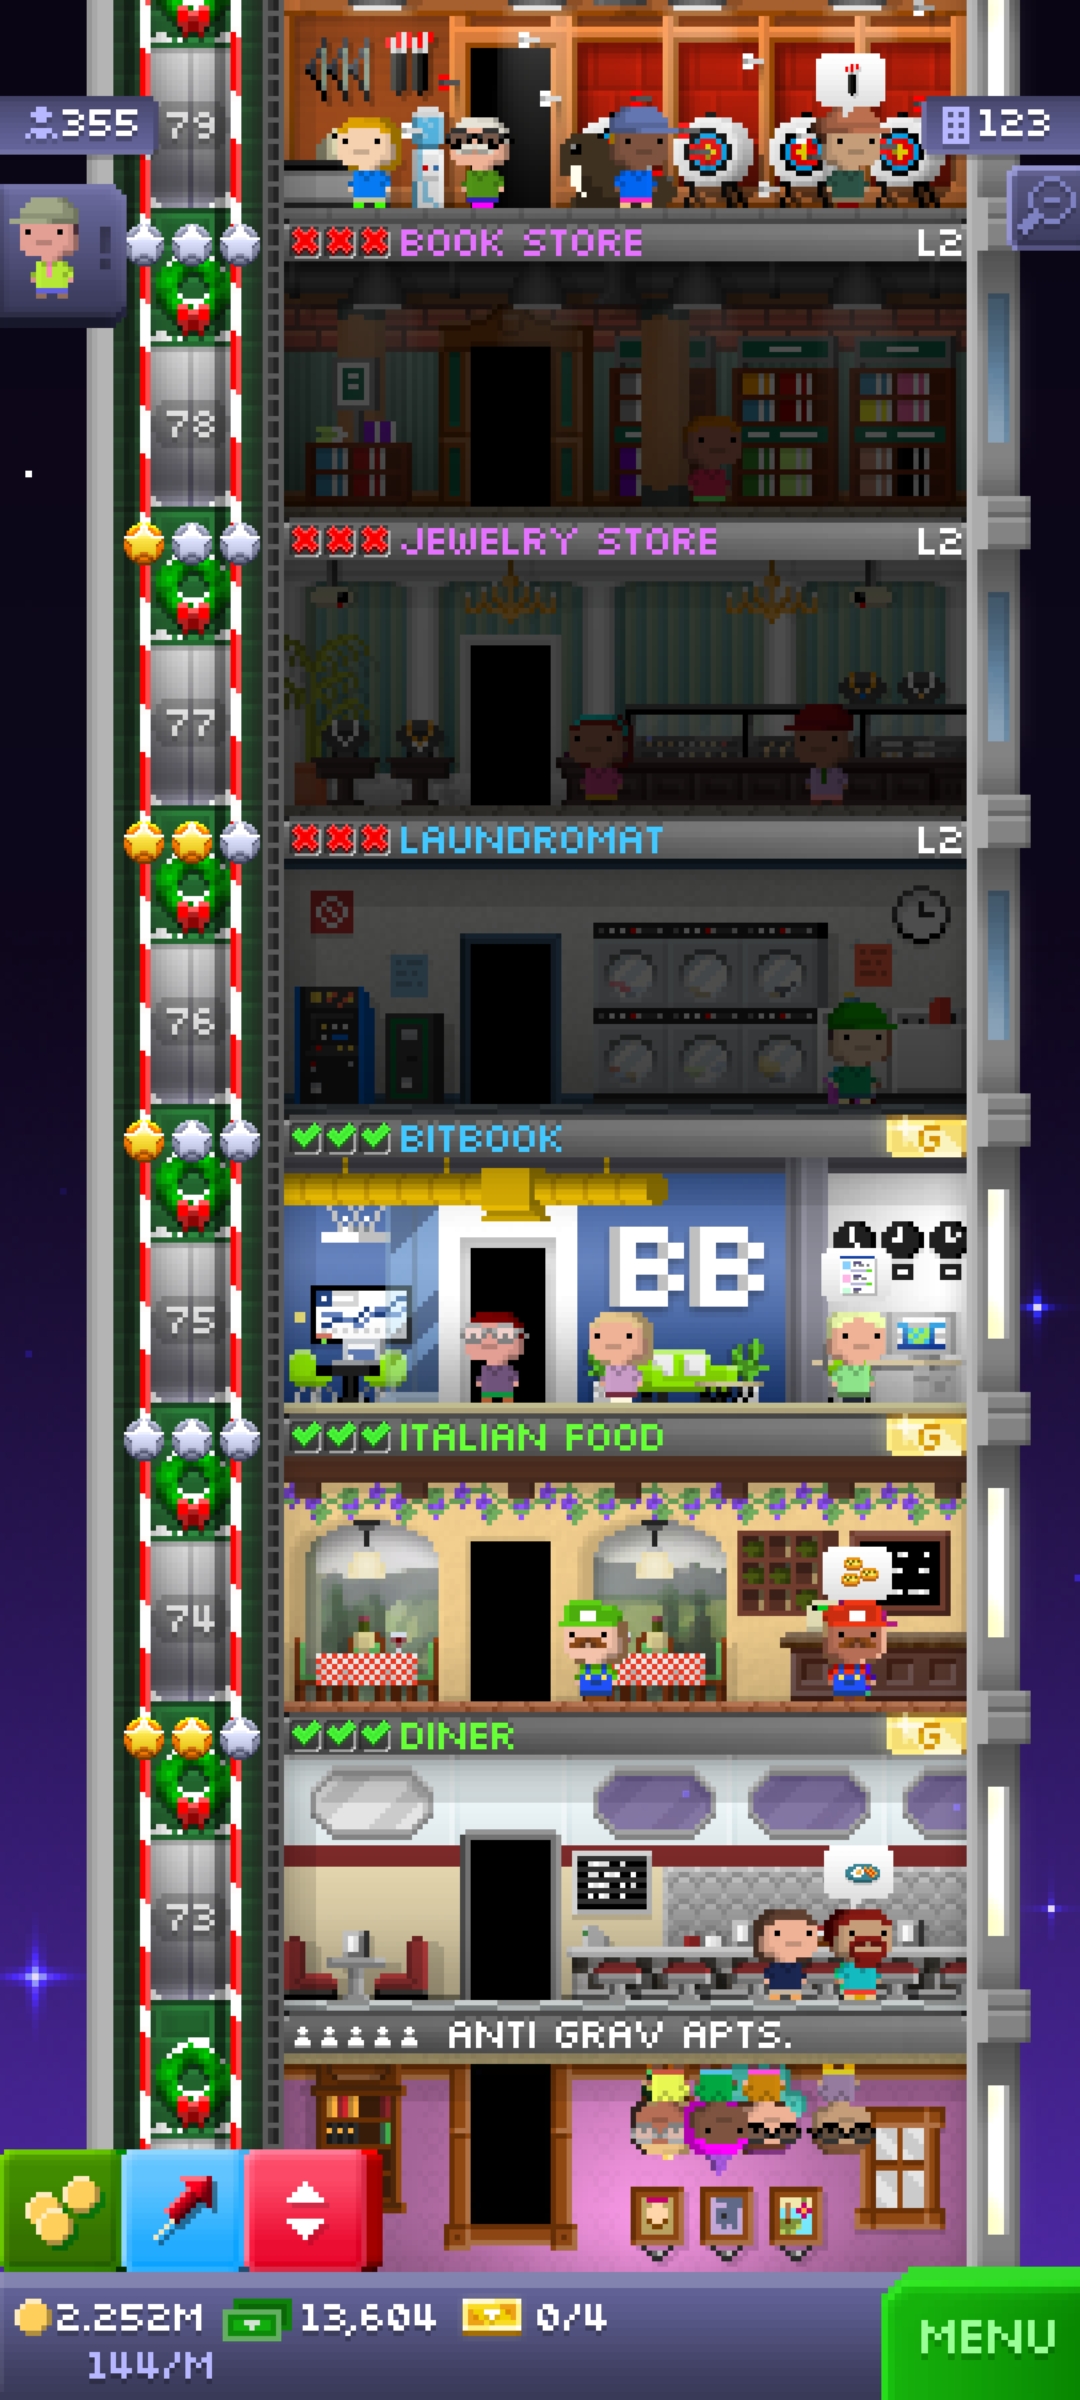 79
355
123
BOOK STORE L2
78
JEWELRY STORE L2
77
LAUNDROMAT L2
76
BITBOOK G
BB
75
ITALIAN FOOD G
74
DINER G
73
ANTI GRAV APTS.
2.252M 13,604 0/4
144/M
MENU